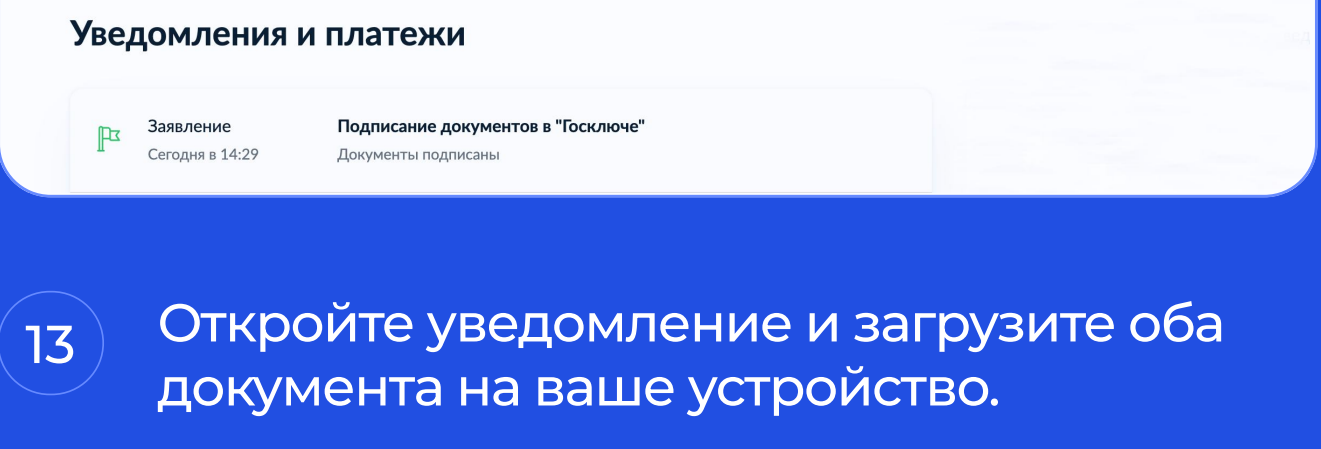 Уведомления и платежи
Заявление
Подписание документов в "Госключе"
Сегодня в 14:29
Документы подписаны
13
Откройте уведомление и загрузите оба
документа на ваше устройство.